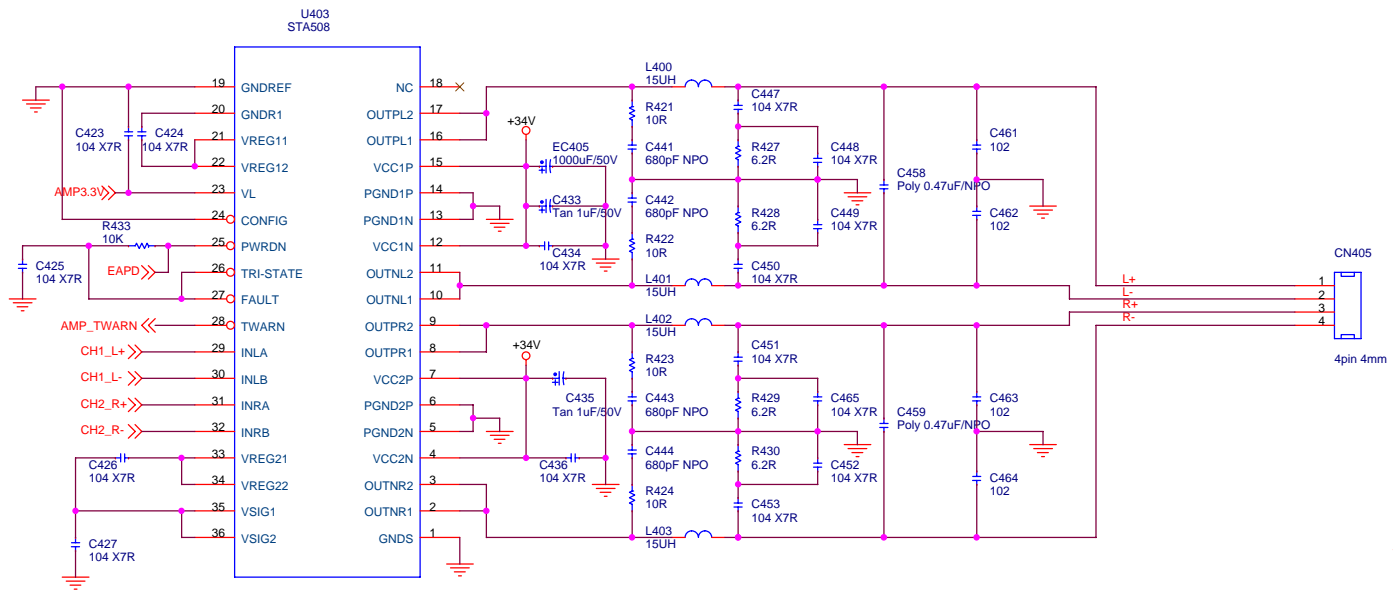 U403
STA508
19 GNDREF
20 GNDR1
21 VREG11
22 VREG12
23 VL
24 CONFIG
25 PWRDN
26 TRI-STATE
27 FAULT
28 TWARN
29 INLA
30 INLB
31 INRA
32 INRB
33 VREG21
34 VREG22
35 VSIG1
36 VSIG2
NC 18
OUTPL2 17
OUTPL1 16
VCC1P 15
PGND1P 14
PGND1N 13
VCC1N 12
OUTNL2 11
OUTNL1 10
OUTPR2 9
OUTPR1 8
VCC2P 7
PGND2P 6
PGND2N 5
VCC2N 4
OUTNR2 3
OUTNR1 2
GNDS 1
C423
104 X7R
C424
104 X7R
AMP3.3V
R433
10K
C425
104 X7R
EAPD
AMP_TWARN
CH1_L+
CH1_L-
CH2_R+
CH2_R-
C426
104 X7R
C427
104 X7R
+34V
EC405
1000uF/50V
C433
Tan 1uF/50V
C434
104 X7R
+34V
C435
Tan 1uF/50V
C436
104 X7R
L400
15UH
R421
10R
C441
680pF NPO
C442
680pF NPO
R422
10R
L401
15UH
L402
15UH
R423
10R
C443
680pF NPO
C444
680pF NPO
R424
10R
L403
15UH
C447
104 X7R
R427
6.2R
C448
104 X7R
R428
6.2R
C449
104 X7R
C450
104 X7R
C451
104 X7R
R429
6.2R
C465
104 X7R
R430
6.2R
C452
104 X7R
C453
104 X7R
C458
Poly 0.47uF/NPO
C459
Poly 0.47uF/NPO
C461
102
C462
102
C463
102
C464
102
L+
L-
R+
R-
CN405
1
2
3
4
4pin 4mm